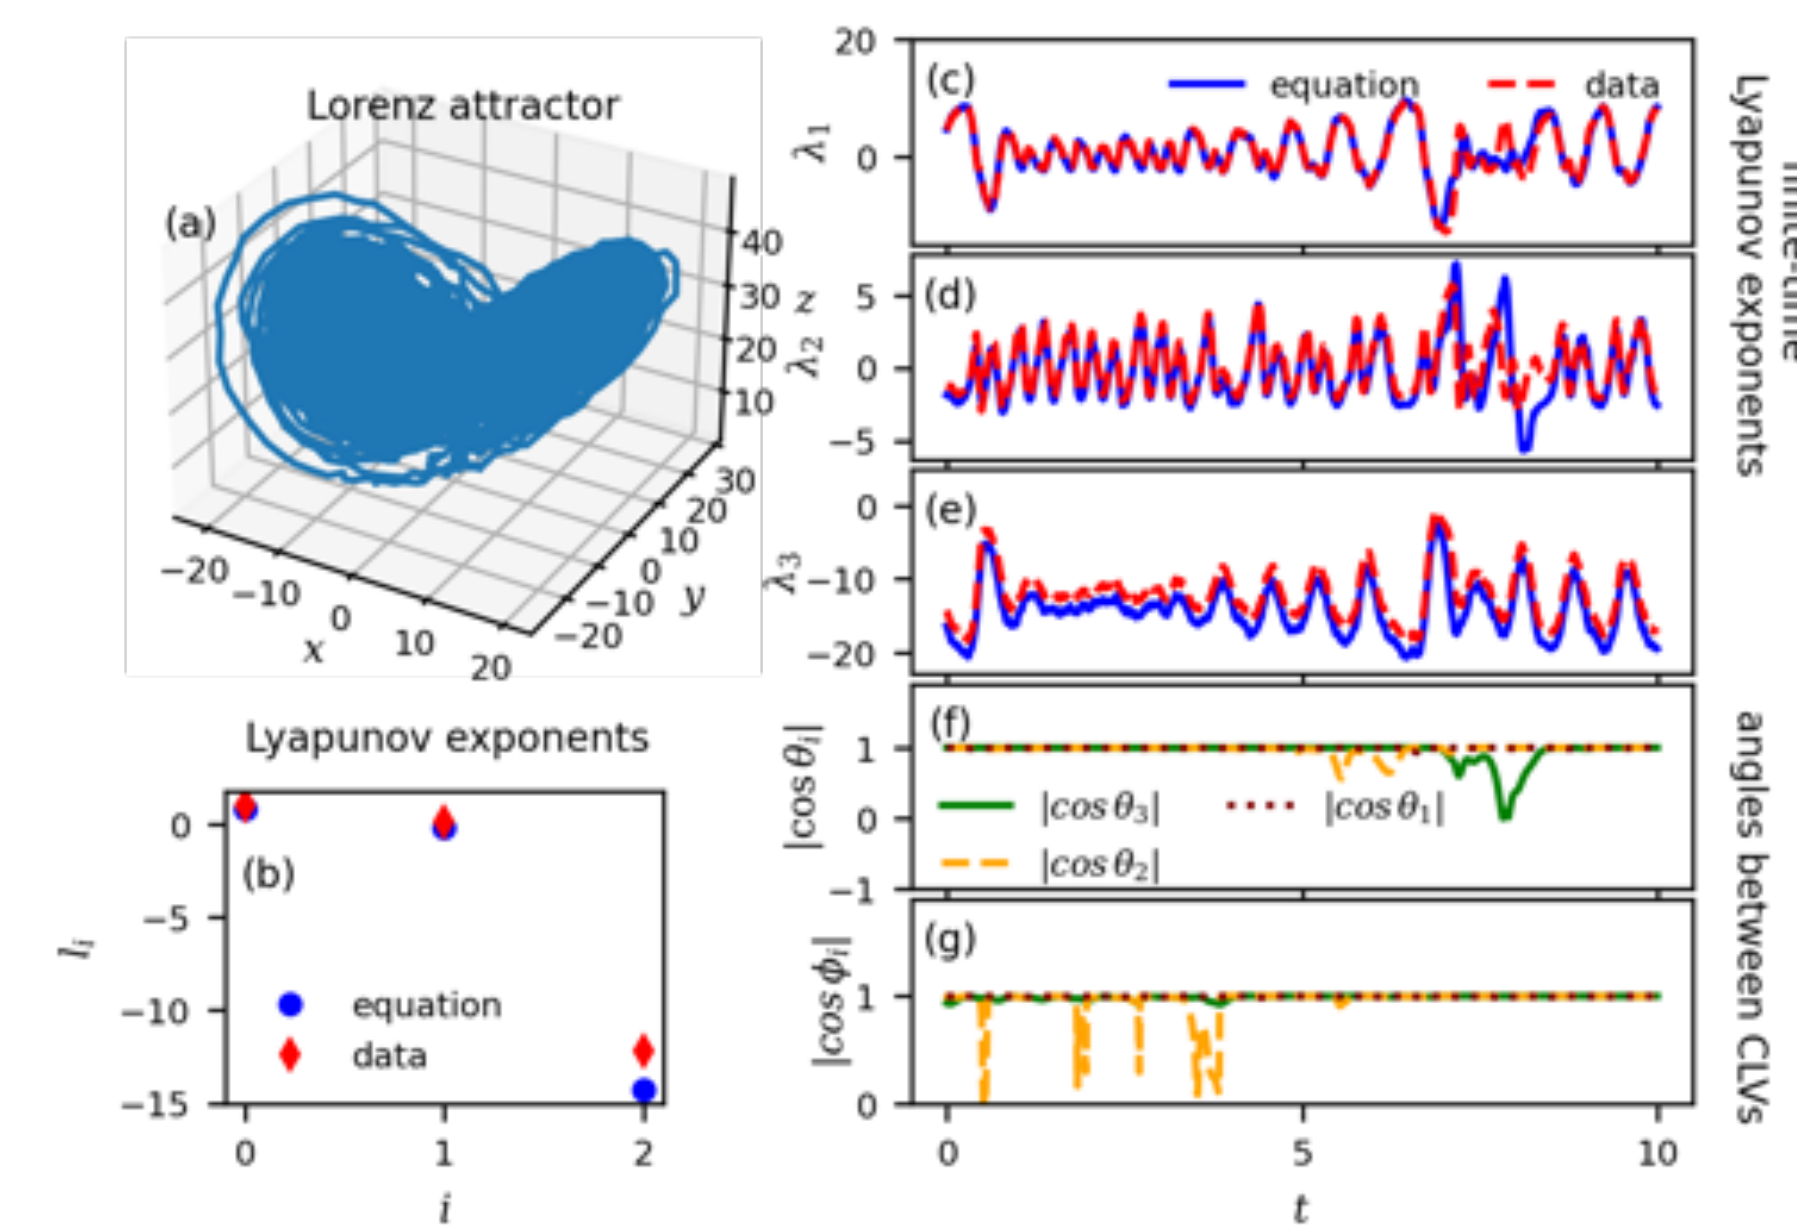 Lorenz attractor
(a)
40
30
20
10
z
30
20
10
0
−10
−20
y
−20
−10
0
10
20
x
Lyapunov exponents
0
−5
−10
−15
l_i
(b)
equation
data
0
1
2
i
20
0
λ₁
(c)
equation
data
5
0
−5
λ₂
(d)
0
−10
−20
λ₃
(e)
1
0
−1
|cos θ_i|
(f)
|cos θ₃|
|cos θ₁|
|cos θ₂|
1
0
|cos ϕ_i|
(g)
0
5
10
t
Lyapunov exponents
angles between CLVs